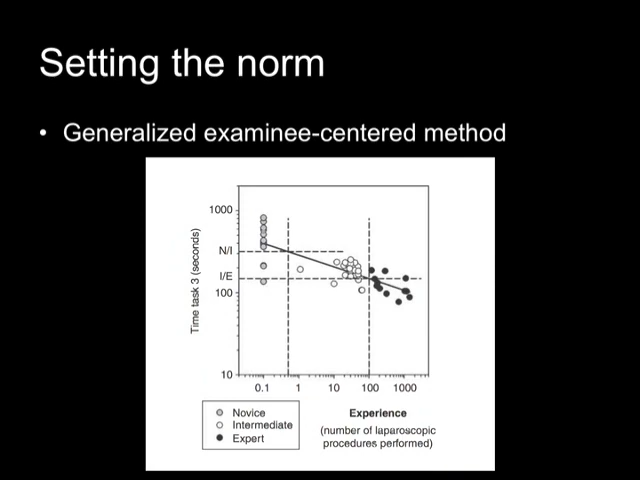 Setting the norm
• Generalized examinee-centered method
1000
N/I
I/E
100
10
Time task 3 (seconds)
0.1 1 10 100 1000
Novice
Intermediate
Expert
Experience
(number of laparoscopic
procedures performed)